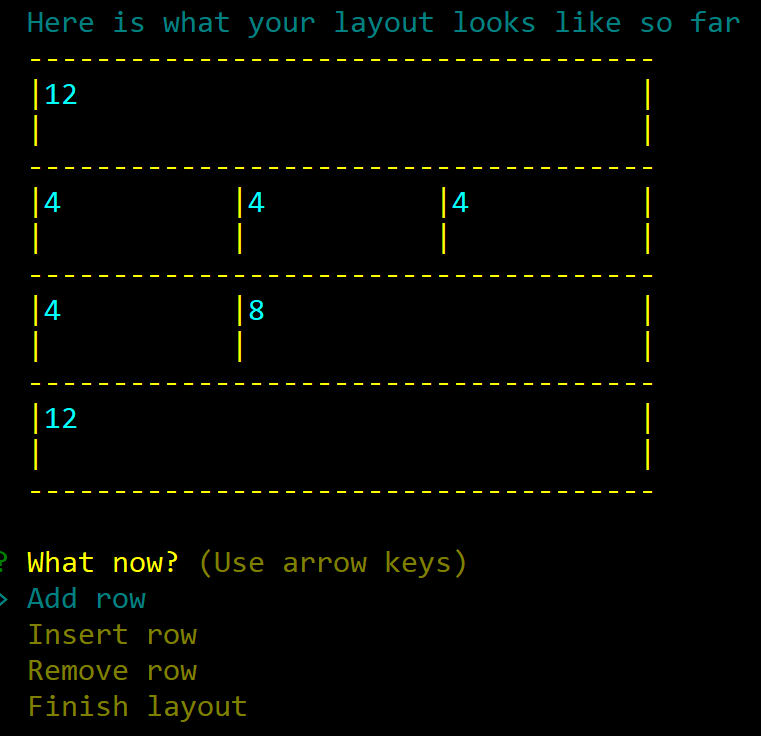 Here is what your layout looks like so far
-------------------------------------
|12                                  |
|                                    |
-------------------------------------
|4          |4          |4          |
|           |           |           |
-------------------------------------
|4          |8                      |
|           |                       |
-------------------------------------
|12                                  |
|                                    |
-------------------------------------
? What now? (Use arrow keys)
> Add row
Insert row
Remove row
Finish layout